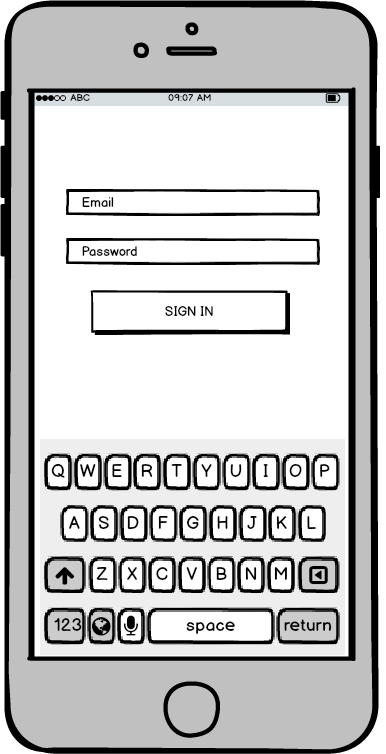 ABC 09:07 AM
Email
Password
SIGN IN
Q W E R T Y U I O P
A S D F G H J K L
Z X C V B N M
123 space return